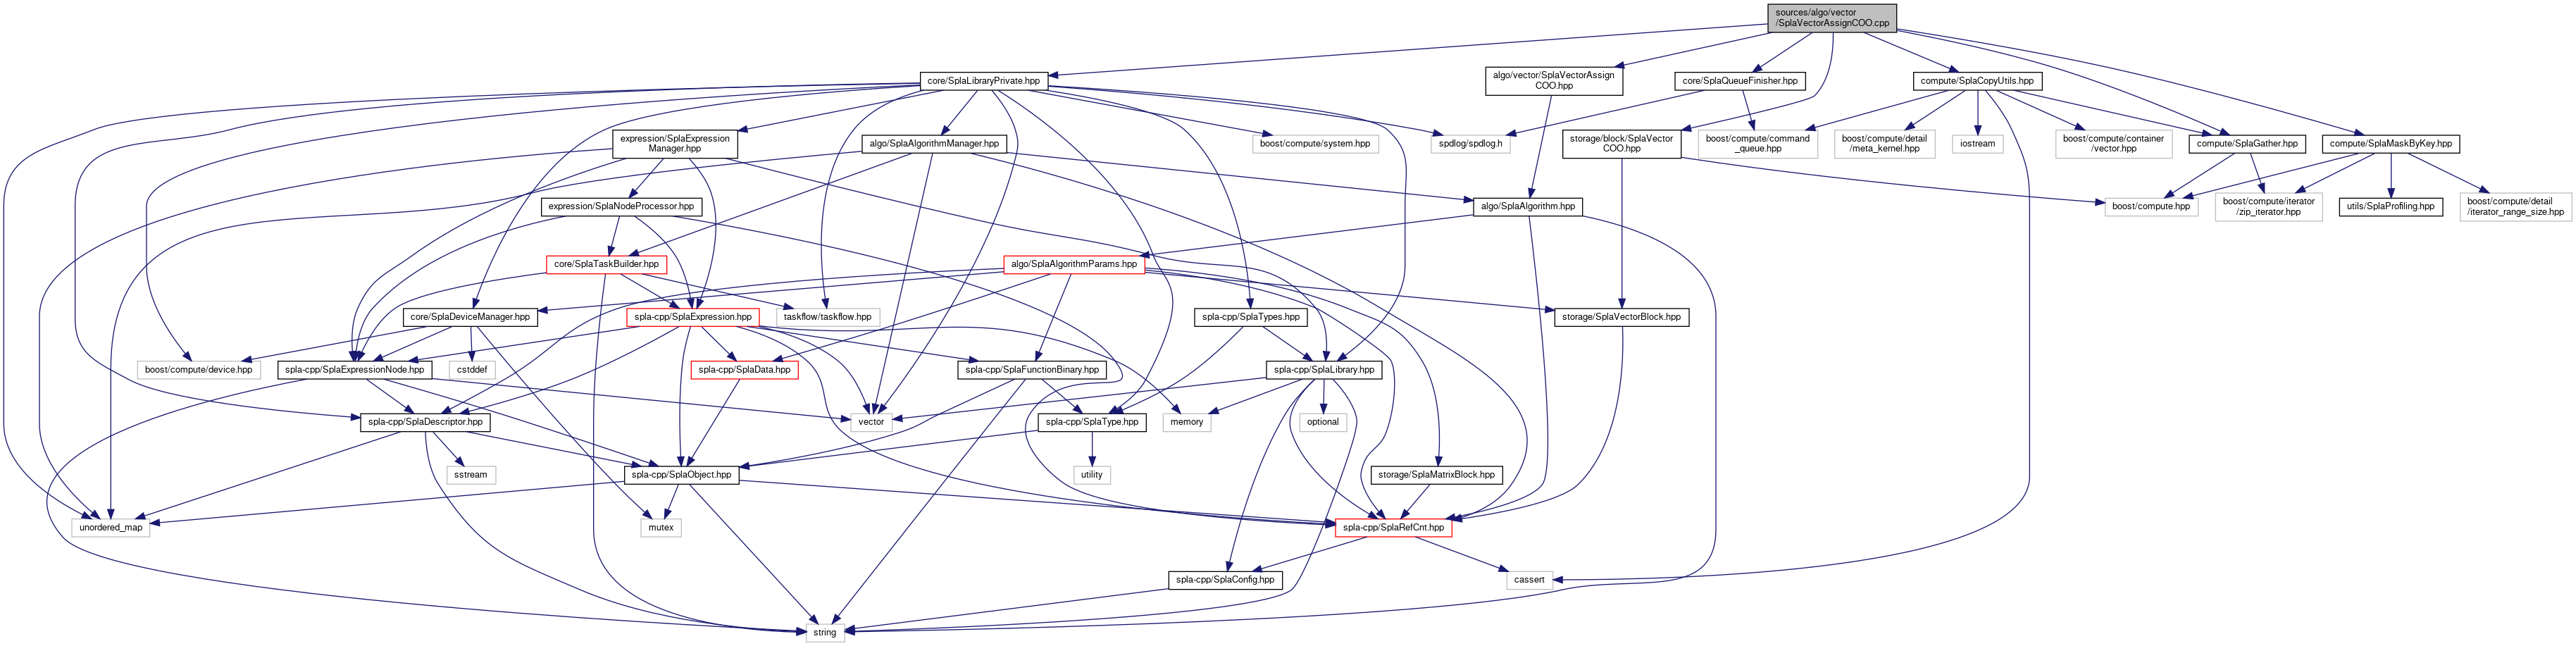 sources/algo/vector
/SplaVectorAssignCOO.cpp
core/SplaLibraryPrivate.hpp
algo/vector/SplaVectorAssign
COO.hpp
core/SplaQueueFinisher.hpp
compute/SplaCopyUtils.hpp
expression/SplaExpression
Manager.hpp
algo/SplaAlgorithmManager.hpp
boost/compute/system.hpp
spdlog/spdlog.h
storage/block/SplaVector
COO.hpp
boost/compute/command
_queue.hpp
boost/compute/detail
/meta_kernel.hpp
iostream
boost/compute/container
/vector.hpp
compute/SplaGather.hpp
compute/SplaMaskByKey.hpp
expression/SplaNodeProcessor.hpp
algo/SplaAlgorithm.hpp
boost/compute.hpp
boost/compute/iterator
/zip_iterator.hpp
utils/SplaProfiling.hpp
boost/compute/detail
/iterator_range_size.hpp
core/SplaTaskBuilder.hpp
algo/SplaAlgorithmParams.hpp
core/SplaDeviceManager.hpp
spla-cpp/SplaExpression.hpp
taskflow/taskflow.hpp
spla-cpp/SplaTypes.hpp
storage/SplaVectorBlock.hpp
boost/compute/device.hpp
spla-cpp/SplaExpressionNode.hpp
cstddef
spla-cpp/SplaData.hpp
spla-cpp/SplaFunctionBinary.hpp
spla-cpp/SplaLibrary.hpp
spla-cpp/SplaDescriptor.hpp
vector
spla-cpp/SplaType.hpp
memory
optional
sstream
spla-cpp/SplaObject.hpp
utility
storage/SplaMatrixBlock.hpp
unordered_map
mutex
spla-cpp/SplaRefCnt.hpp
spla-cpp/SplaConfig.hpp
cassert
string